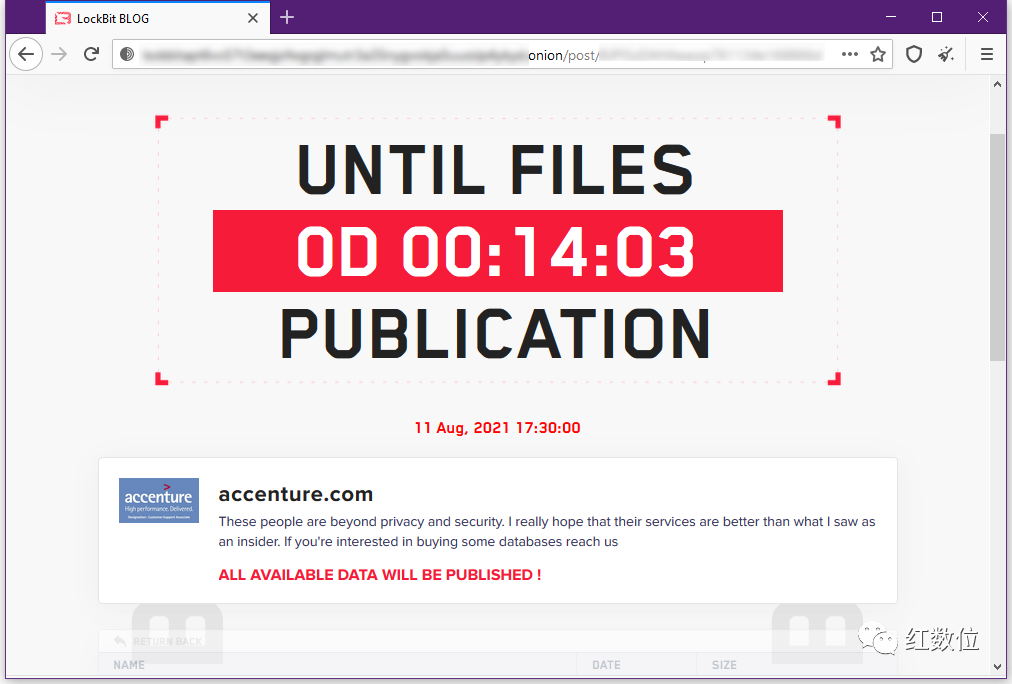 LockBit BLOG
onion/post/
UNTIL FILES
0D 00:14:03
PUBLICATION
11 Aug, 2021 17:30:00
accenture
High performance. Delivered.
accenture.com
These people are beyond privacy and security. I really hope that their services are better than what I saw as
an insider. If you're interested in buying some databases reach us
ALL AVAILABLE DATA WILL BE PUBLISHED !
RETURN BACK
NAME DATE SIZE
红数位